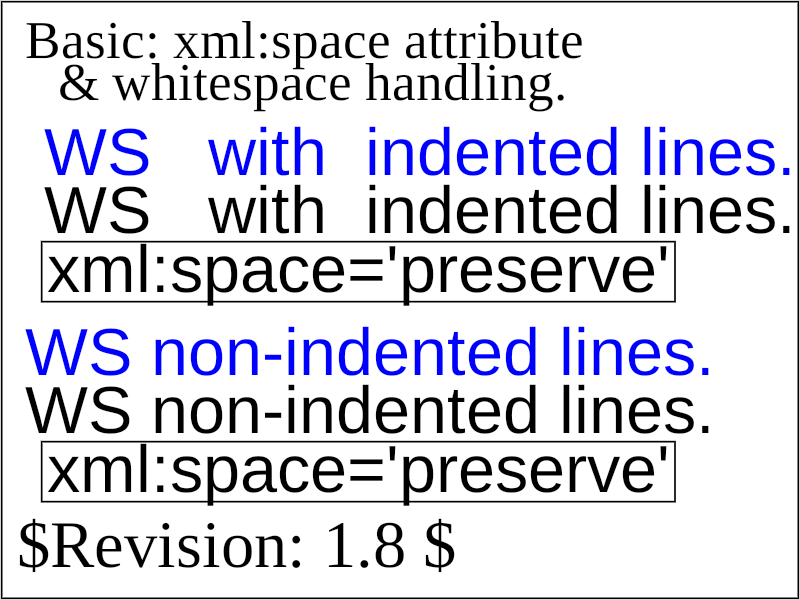 Basic: xml:space attribute
& whitespace handling.
WS   with  indented lines.
WS   with  indented lines.
xml:space='preserve'
WS non-indented lines.
WS non-indented lines.
xml:space='preserve'
$Revision: 1.8 $